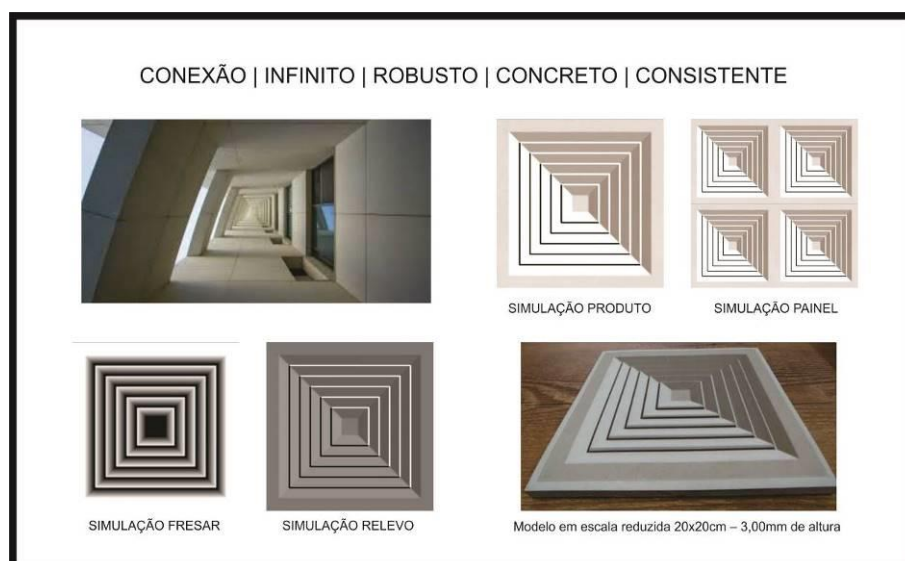 CONEXÃO | INFINITO | ROBUSTO | CONCRETO | CONSISTENTE
SIMULAÇÃO PRODUTO
SIMULAÇÃO PAINEL
SIMULAÇÃO FRESAR
SIMULAÇÃO RELEVO
Modelo em escala reduzida 20x20cm – 3,00mm de altura